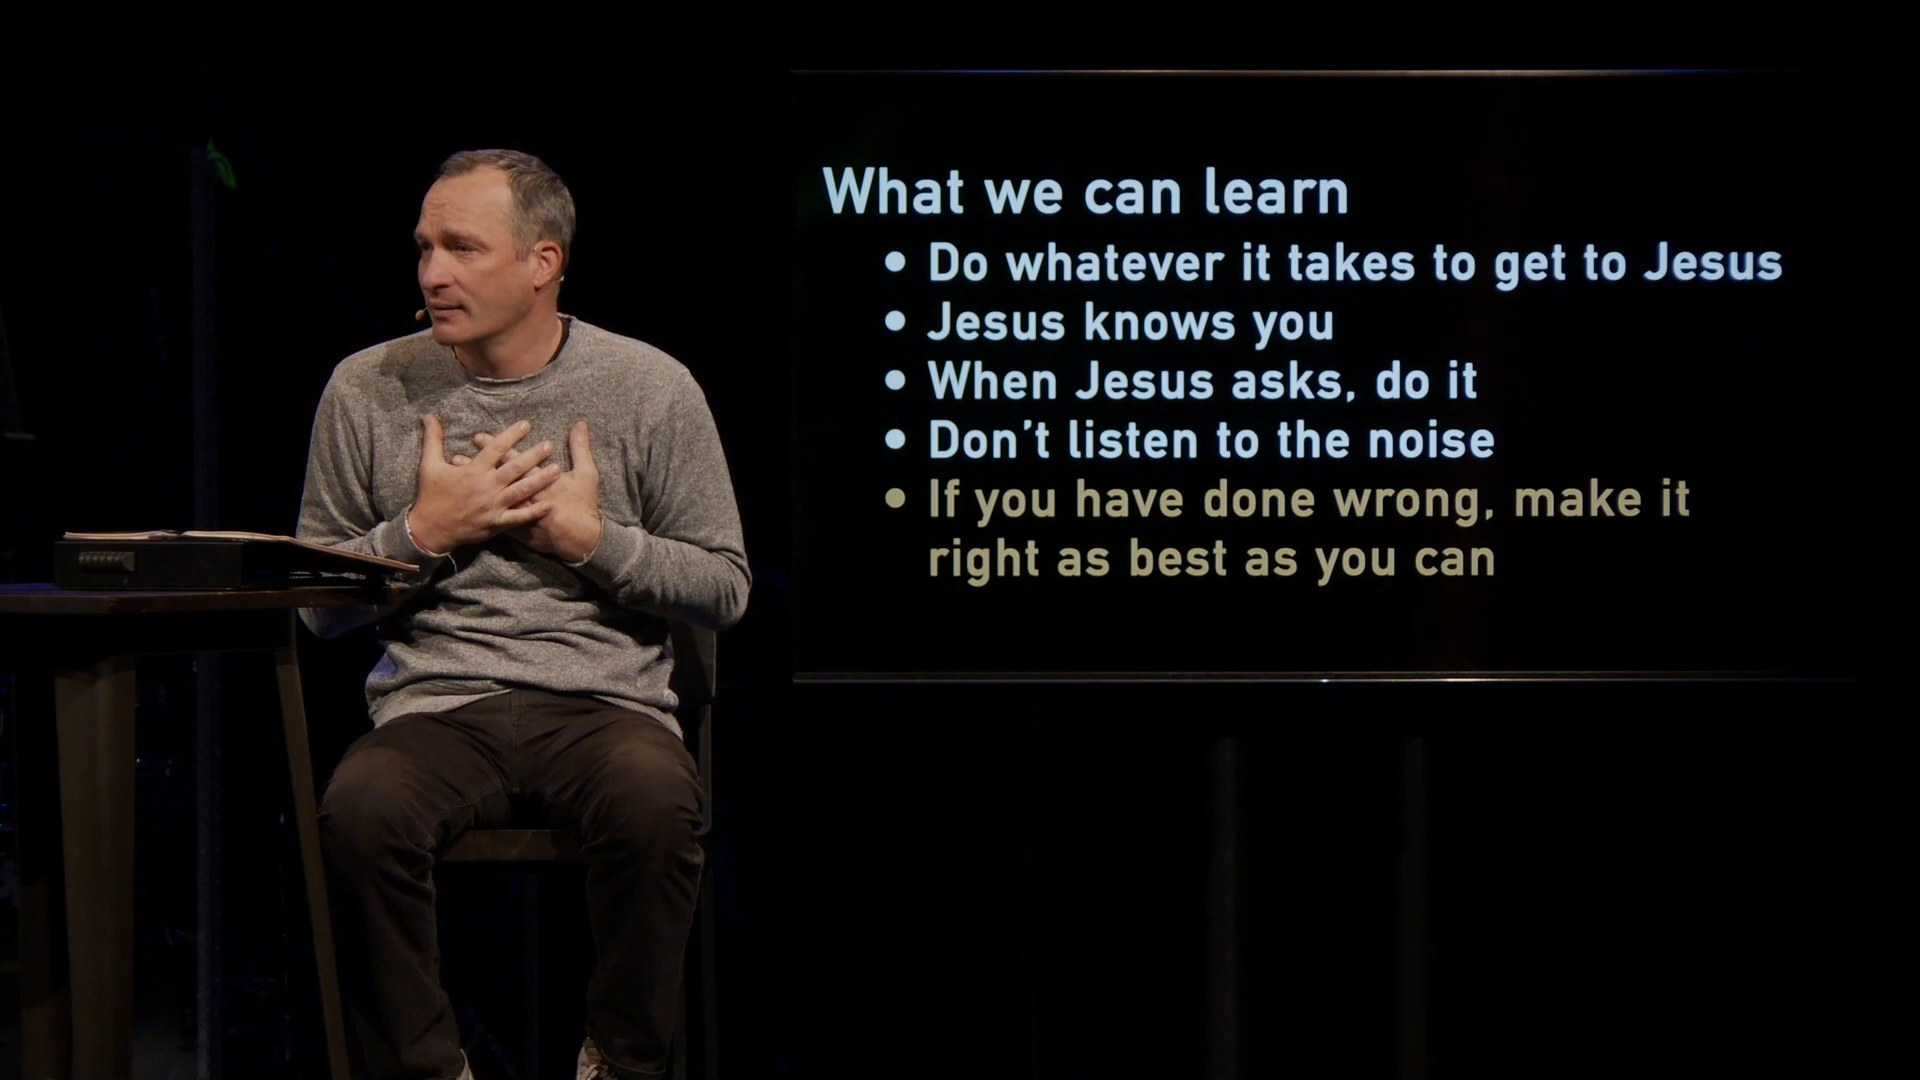 What we can learn
• Do whatever it takes to get to Jesus
• Jesus knows you
• When Jesus asks, do it
• Don't listen to the noise
• If you have done wrong, make it
right as best as you can